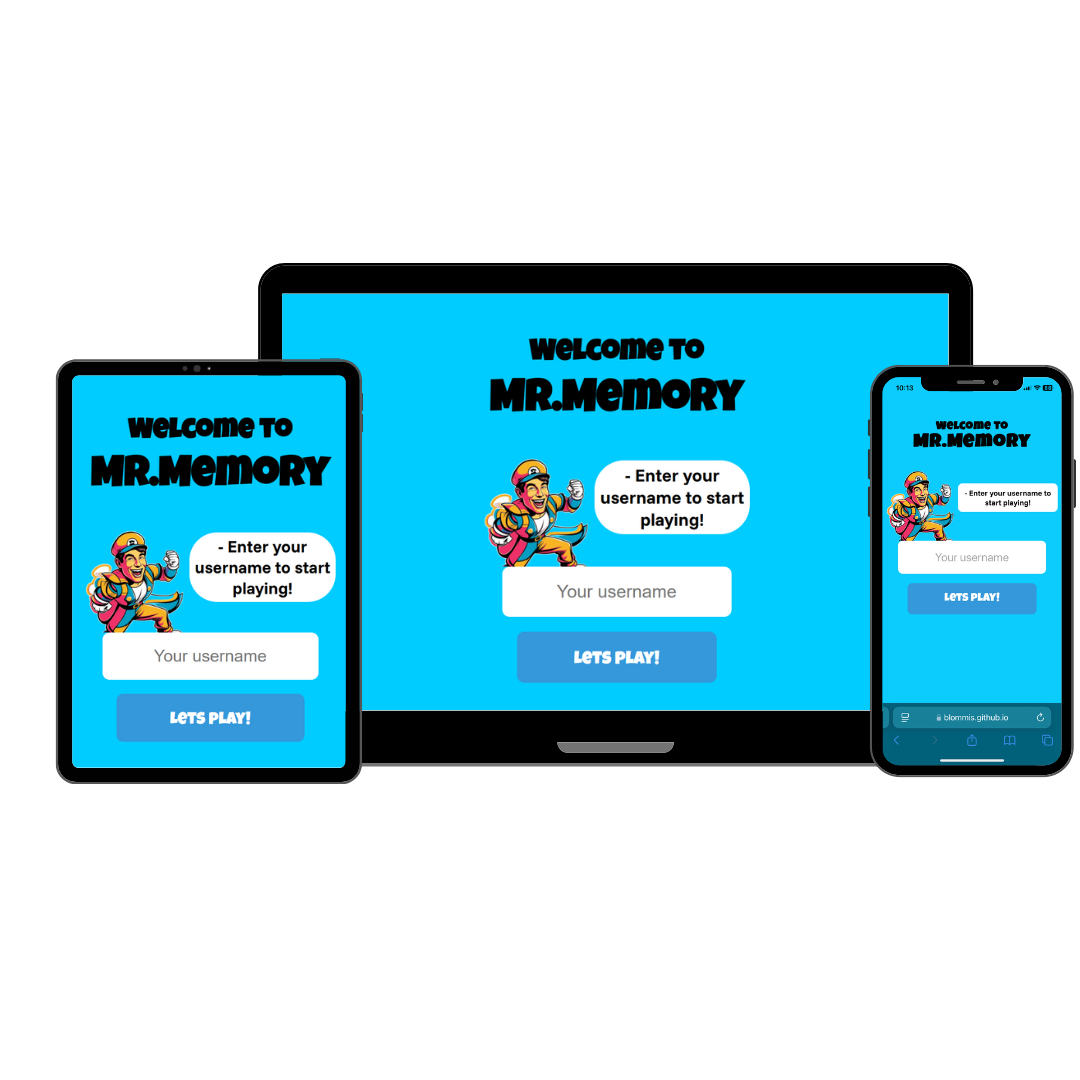 Welcome to
Mr.Memory
- Enter your
username to start
playing!
Your username
Lets Play!
Welcome to
Mr.Memory
- Enter your
username to start
playing!
Your username
Lets Play!
10:13
Welcome to
Mr.Memory
- Enter your username to
start playing!
Your username
Lets Play!
blommis.github.io